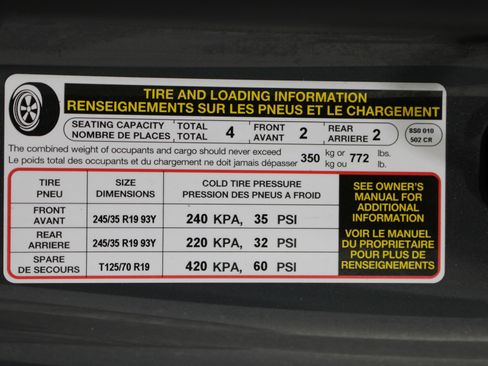 TIRE AND LOADING INFORMATION
RENSEIGNEMENTS SUR LES PNEUS ET LE CHARGEMENT
SEATING CAPACITY TOTAL 4 FRONT 2 REAR 2
NOMBRE DE PLACES TOTAL AVANT ARRIERE
8S0 010
502 CR
The combined weight of occupants and cargo should never exceed 350 kg or 772 lbs.
Le poids total des occupants et du chargement ne doit jamais dépasser kg ou lb.
TIRE SIZE COLD TIRE PRESSURE
PNEU DIMENSIONS PRESSION DES PNEUS A FROID
FRONT
AVANT 245/35 R19 93Y 240 KPA, 35 PSI
REAR
ARRIERE 245/35 R19 93Y 220 KPA, 32 PSI
SPARE
DE SECOURS T125/70 R19 420 KPA, 60 PSI
SEE OWNER'S
MANUAL FOR
ADDITIONAL
INFORMATION
VOIR LE MANUEL
DU PROPRIETAIRE
POUR PLUS DE
RENSEIGNEMENTS